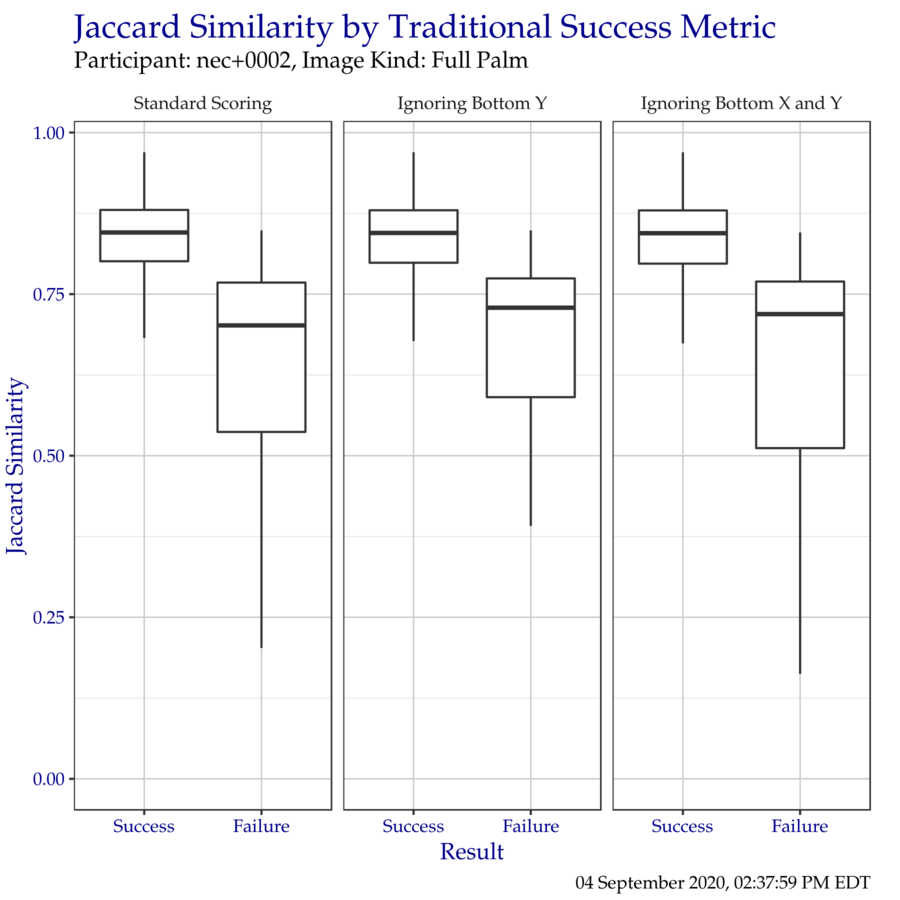 Jaccard Similarity by Traditional Success Metric
Participant: nec+0002, Image Kind: Full Palm
Standard Scoring
Ignoring Bottom Y
Ignoring Bottom X and Y
Jaccard Similarity
1.00
0.75
0.50
0.25
0.00
Success Failure
Success Failure
Success Failure
Result
04 September 2020, 02:37:59 PM EDT